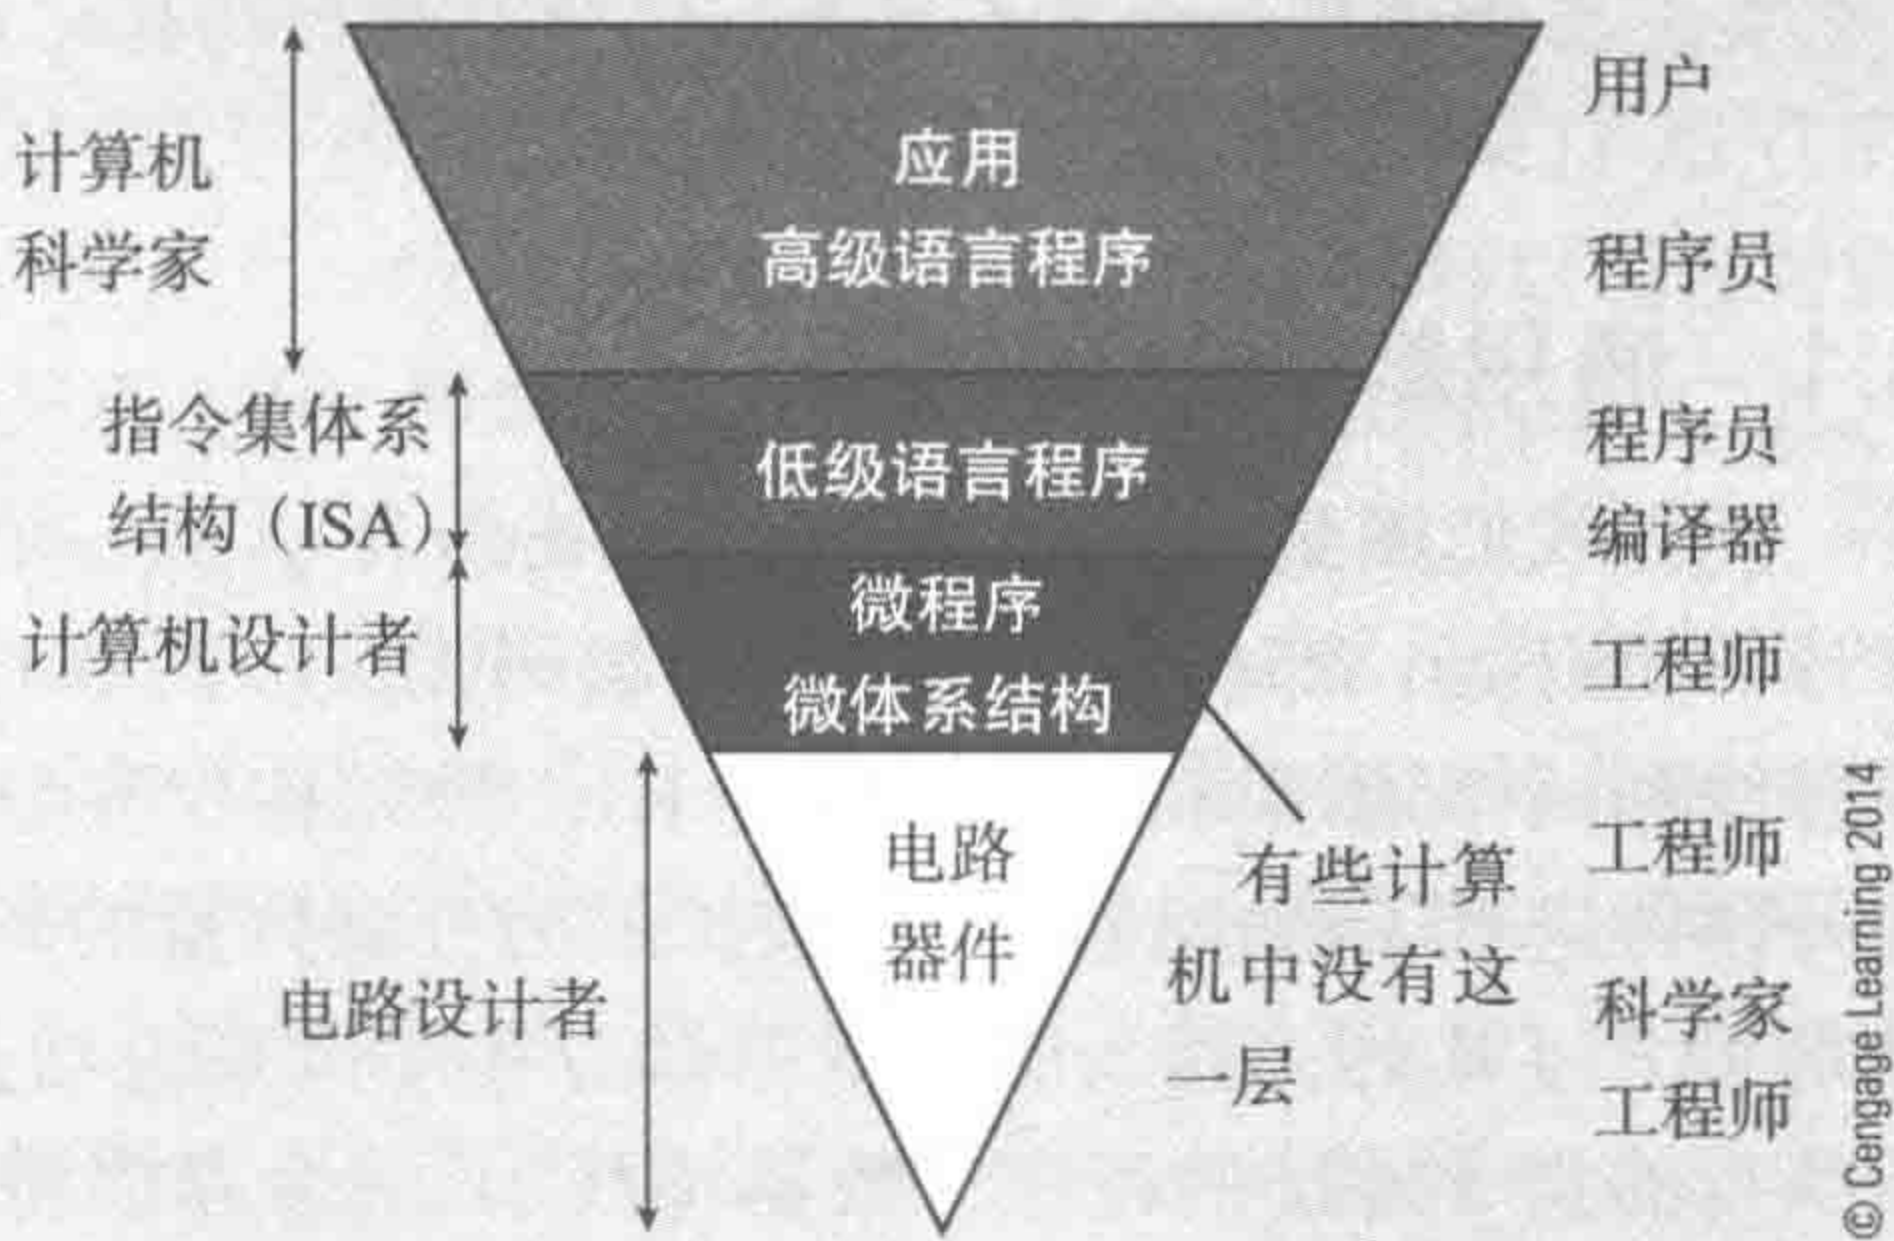 计算机
科学家
指令集体系
结构（ISA）
计算机设计者
电路设计者
应用
高级语言程序
低级语言程序
微程序
微体系结构
电路
器件
有些计算
机中没有这
一层
用户
程序员
程序员
编译器
工程师
工程师
科学家
工程师
© Cengage Learning 2014